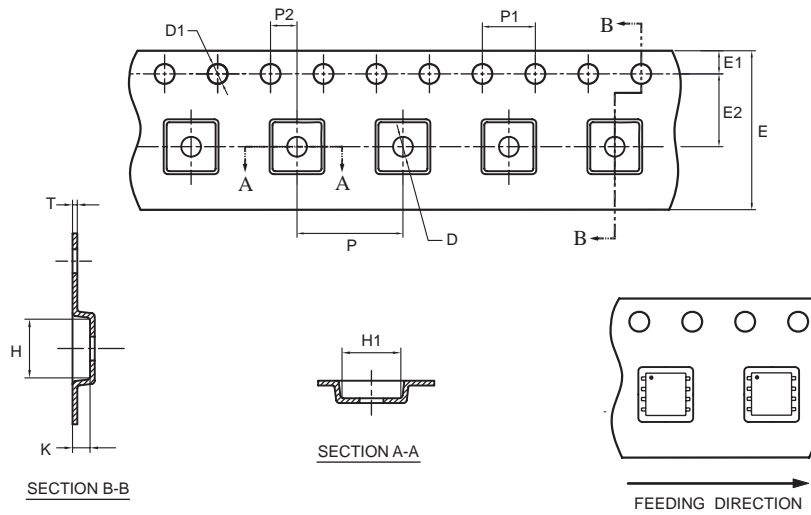 P2
P1
B
D1
E1
E2
E
A
A
T
P
B
D
H
H1
K
SECTION A-A
SECTION B-B
FEEDING DIRECTION